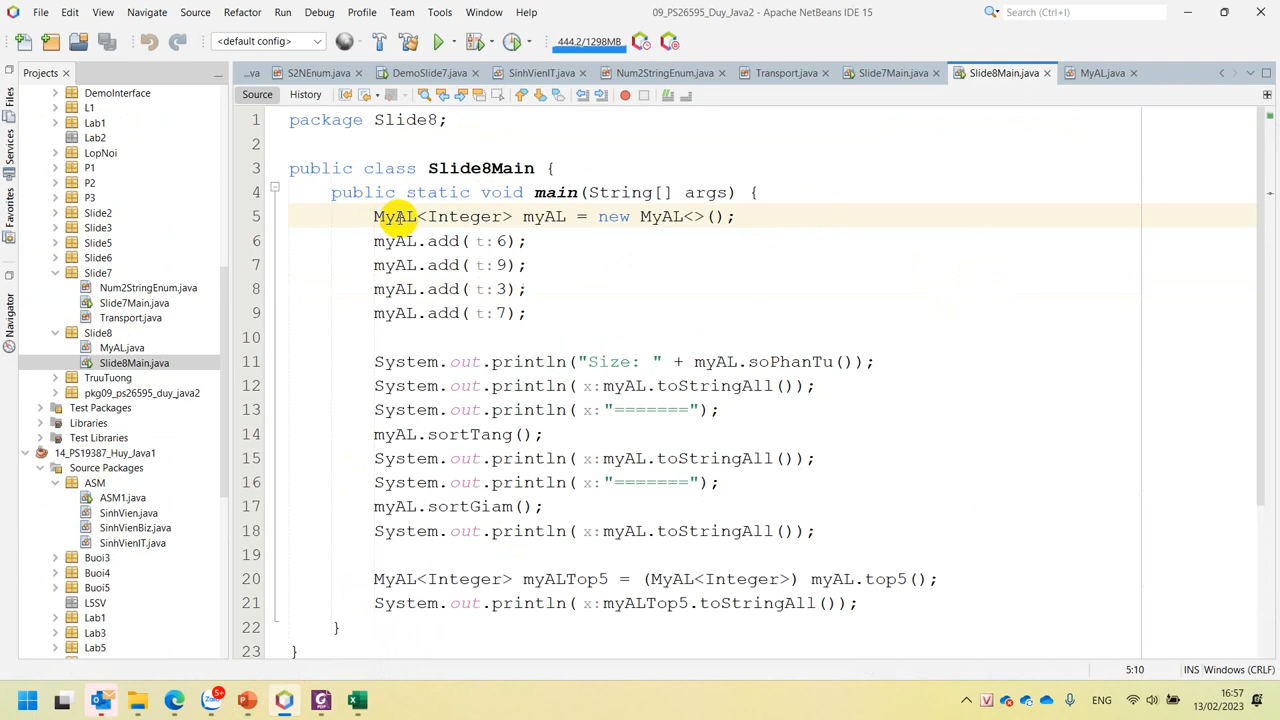 File Edit View Navigate Source Refactor Run Debug Profile Team Tools Window Help
09_PS26595_Duy_Java2 - Apache NetBeans IDE 15
Search (Ctrl+I)
<default config>
444.2/1298MB
Projects
...va
S2NEnum.java
DemoSlide7.java
SinhVienIT.java
Num2StringEnum.java
Transport.java
Slide7Main.java
Slide8Main.java
MyAL.java
Files
Services
Navigator
DemoInterface
L1
Lab1
Lab2
LopNoi
P1
P2
P3
Slide2
Slide3
Slide5
Slide6
Slide7
Num2StringEnum.java
Slide7Main.java
Transport.java
Slide8
MyAL.java
Slide8Main.java
TruuTuong
pkg09_ps26595_duy_java2
Test Packages
Libraries
Test Libraries
14_PS19387_Huy_Java1
Source Packages
ASM
ASM1.java
SinhVien.java
SinhVienBiz.java
SinhVienIT.java
Buoi3
Buoi4
Buoi5
L5SV
Lab1
Lab3
Lab5
Source History
1 package Slide8;
2
3 public class Slide8Main {
4 public static void main(String[] args) {
5 MyAL<Integer> myAL = new MyAL<>();
6 myAL.add( t:6);
7 myAL.add( t:9);
8 myAL.add( t:3);
9 myAL.add( t:7);
10
11 System.out.println("Size: " + myAL.soPhanTu());
12 System.out.println( x:myAL.toStringAll());
13 System.out.println( x:"=======");
14 myAL.sortTang();
15 System.out.println( x:myAL.toStringAll());
16 System.out.println( x:"=======");
17 myAL.sortGiam();
18 System.out.println( x:myAL.toStringAll());
19
20 MyAL<Integer> myALTop5 = (MyAL<Integer>) myAL.top5();
21 System.out.println( x:myALTop5.toStringAll());
22 }
23 }
5:10
INS Windows (CRLF)
Zalo
5+
ENG
16:57
13/02/2023